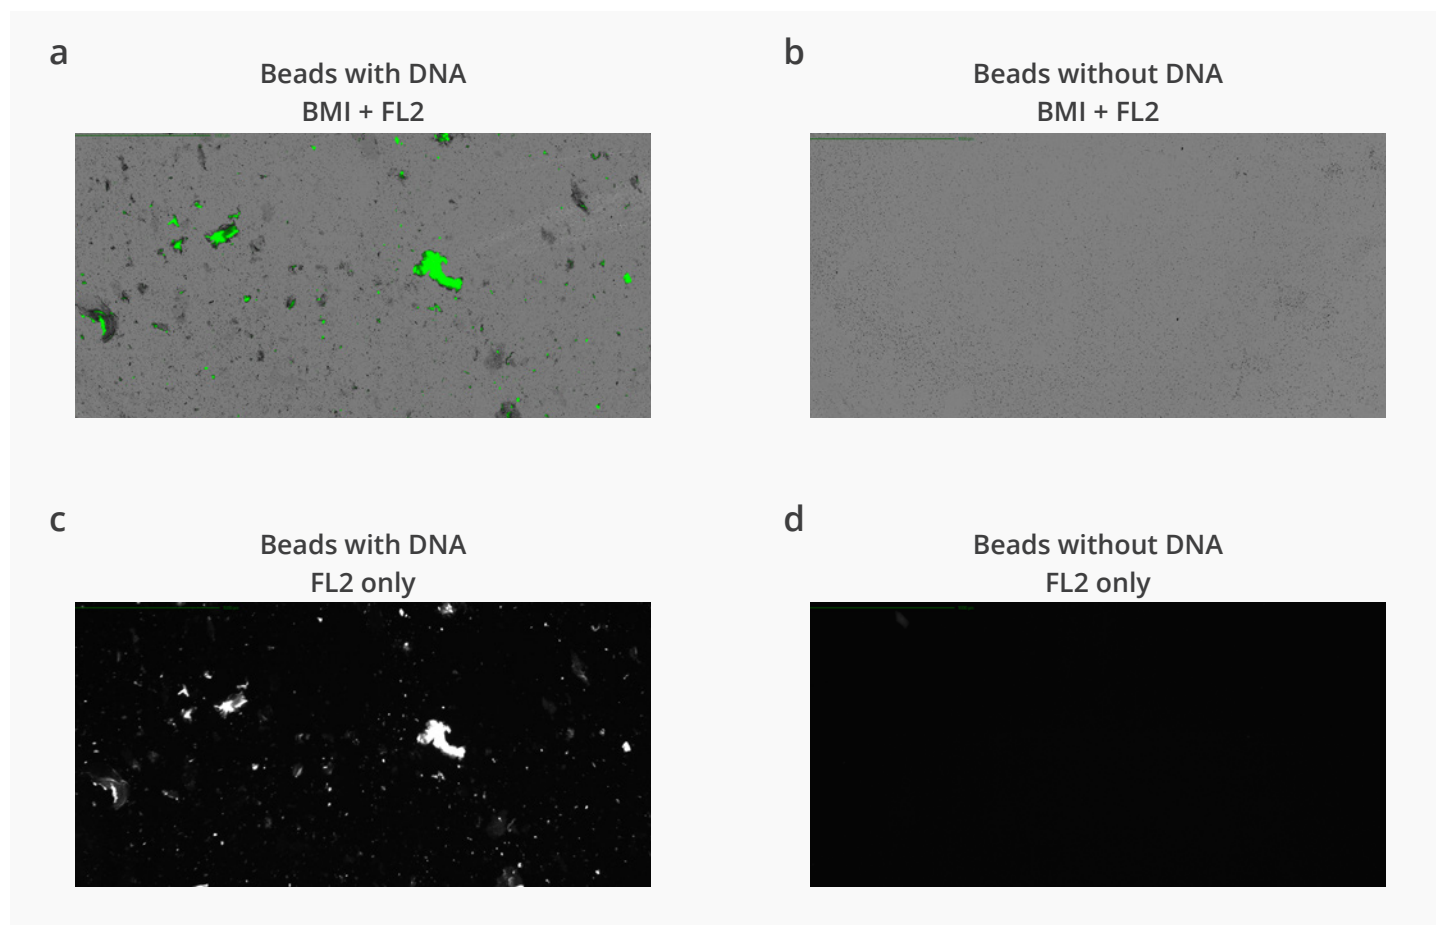 a
Beads with DNA
BMI + FL2
b
Beads without DNA
BMI + FL2
c
Beads with DNA
FL2 only
d
Beads without DNA
FL2 only